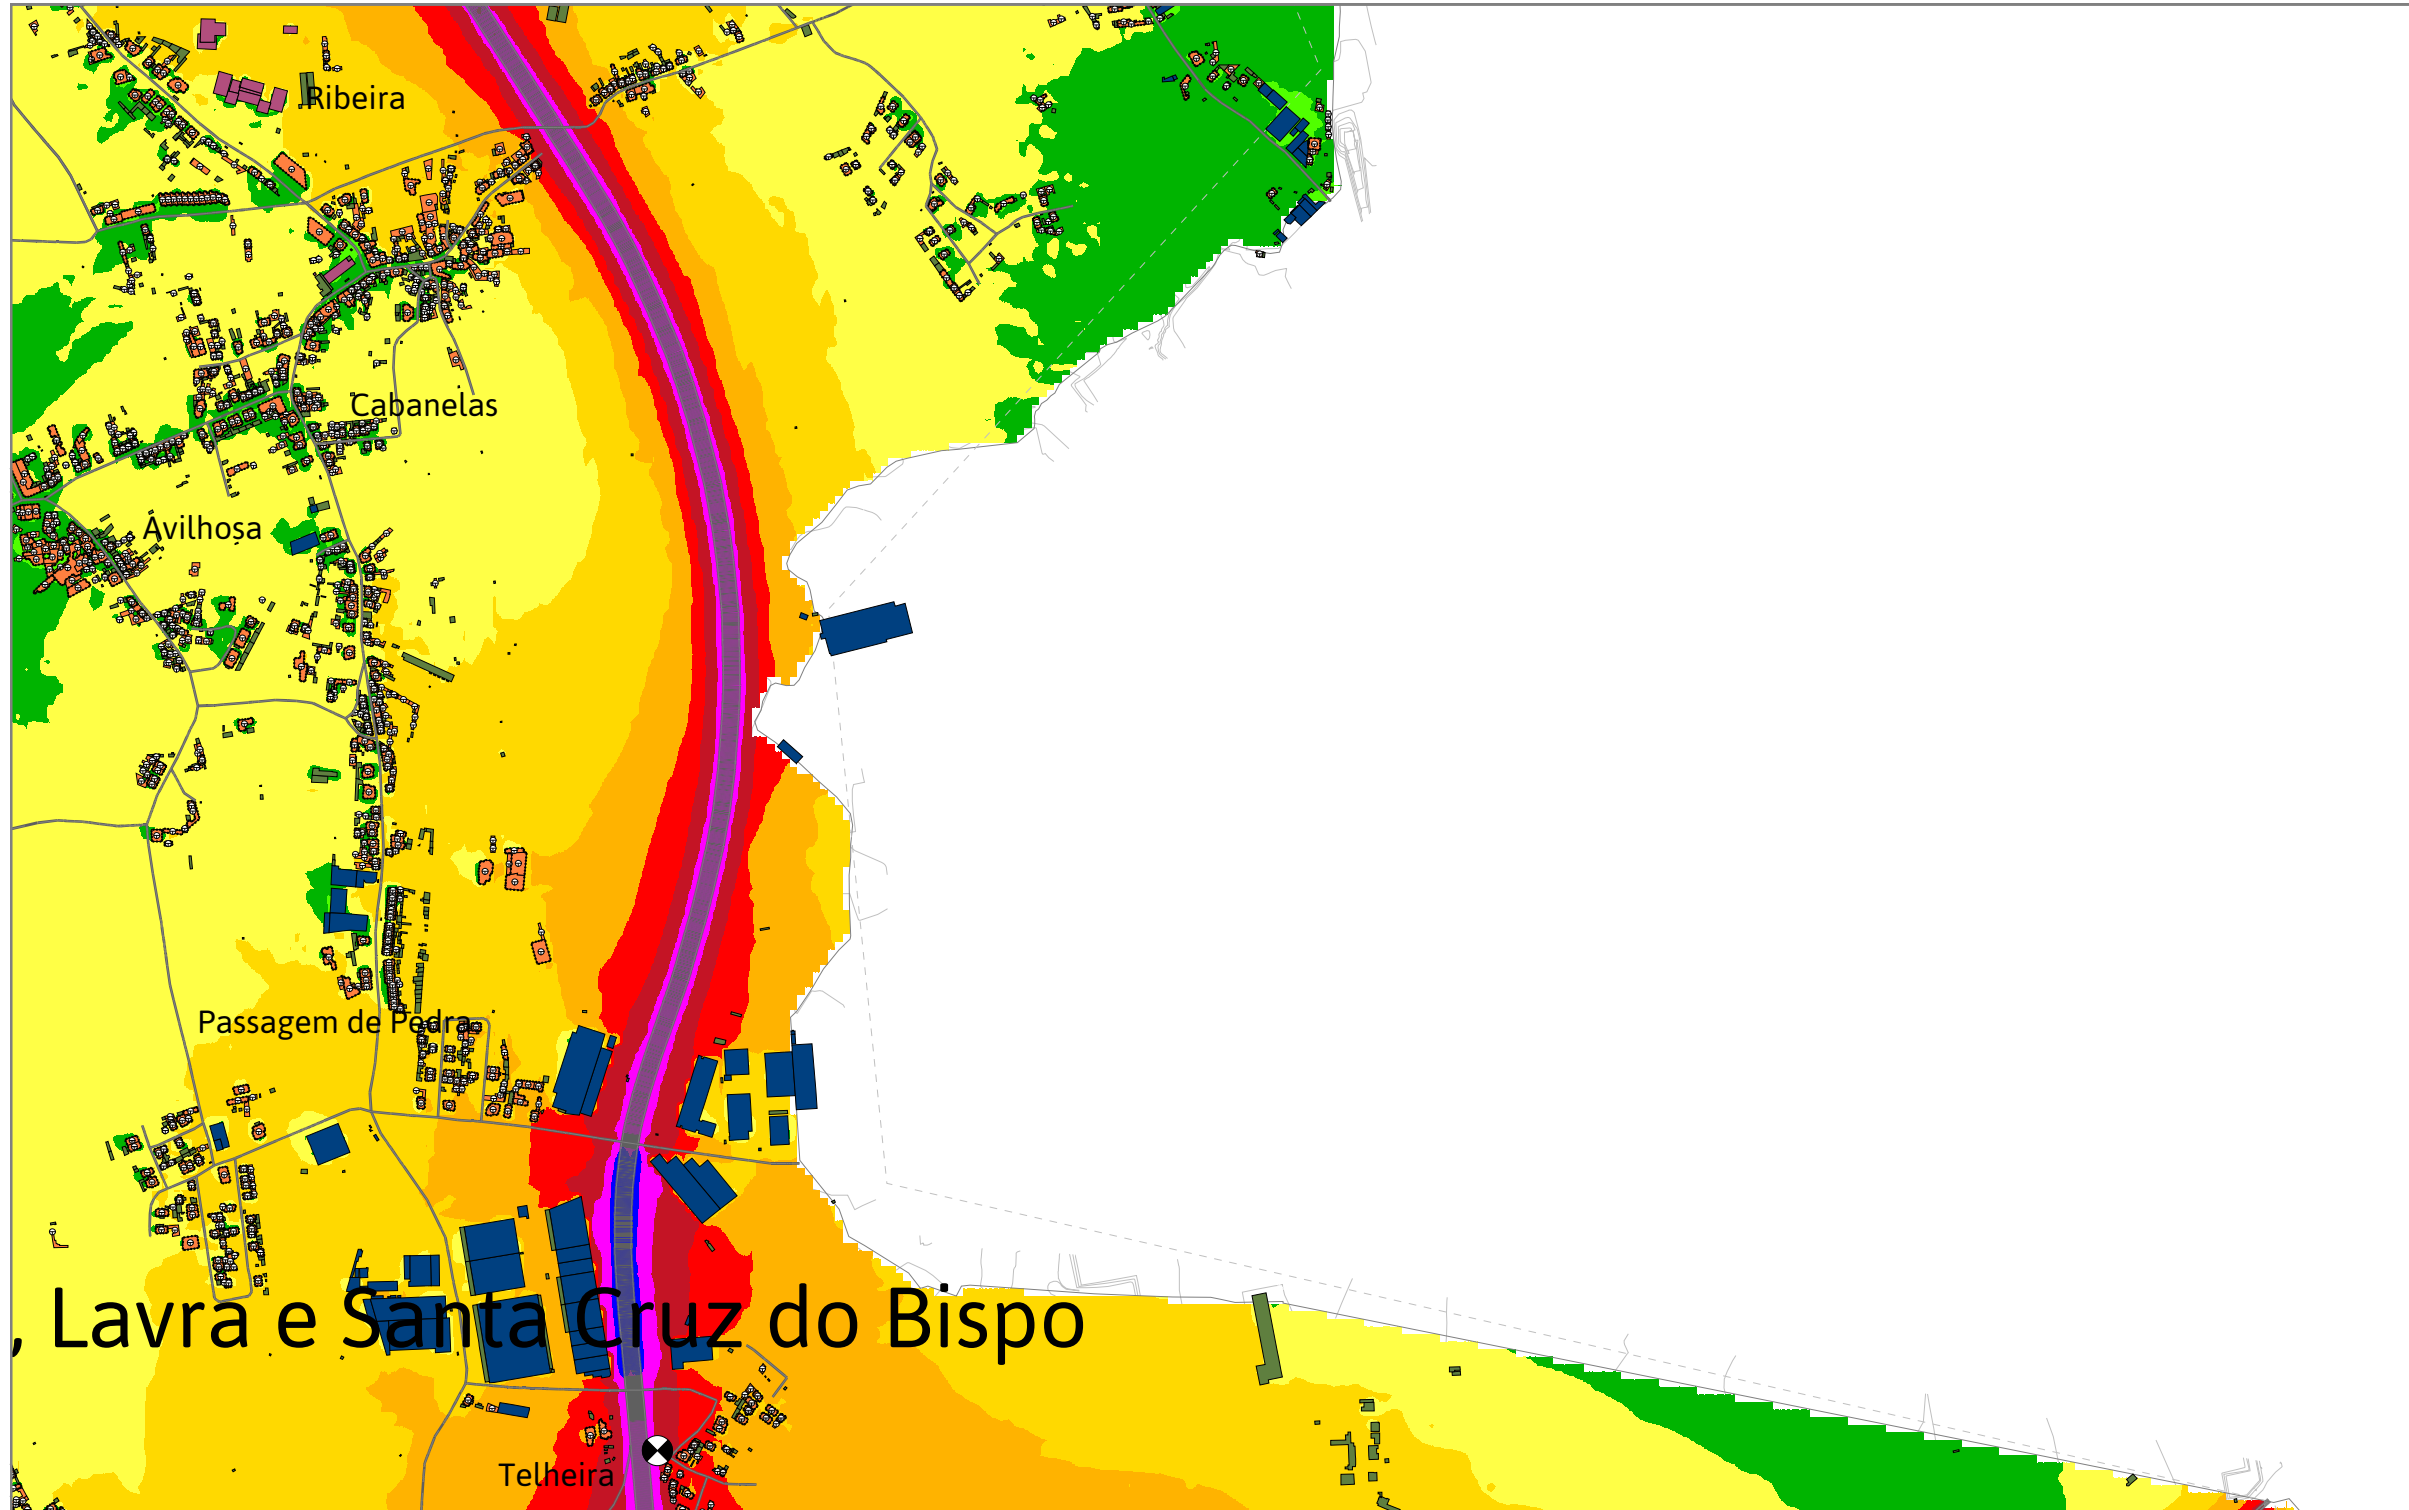 Ribeira
Cabanelas
Avilhosa
Passagem de Pedra
, Lavra e Santa Cruz do Bispo
Telheira